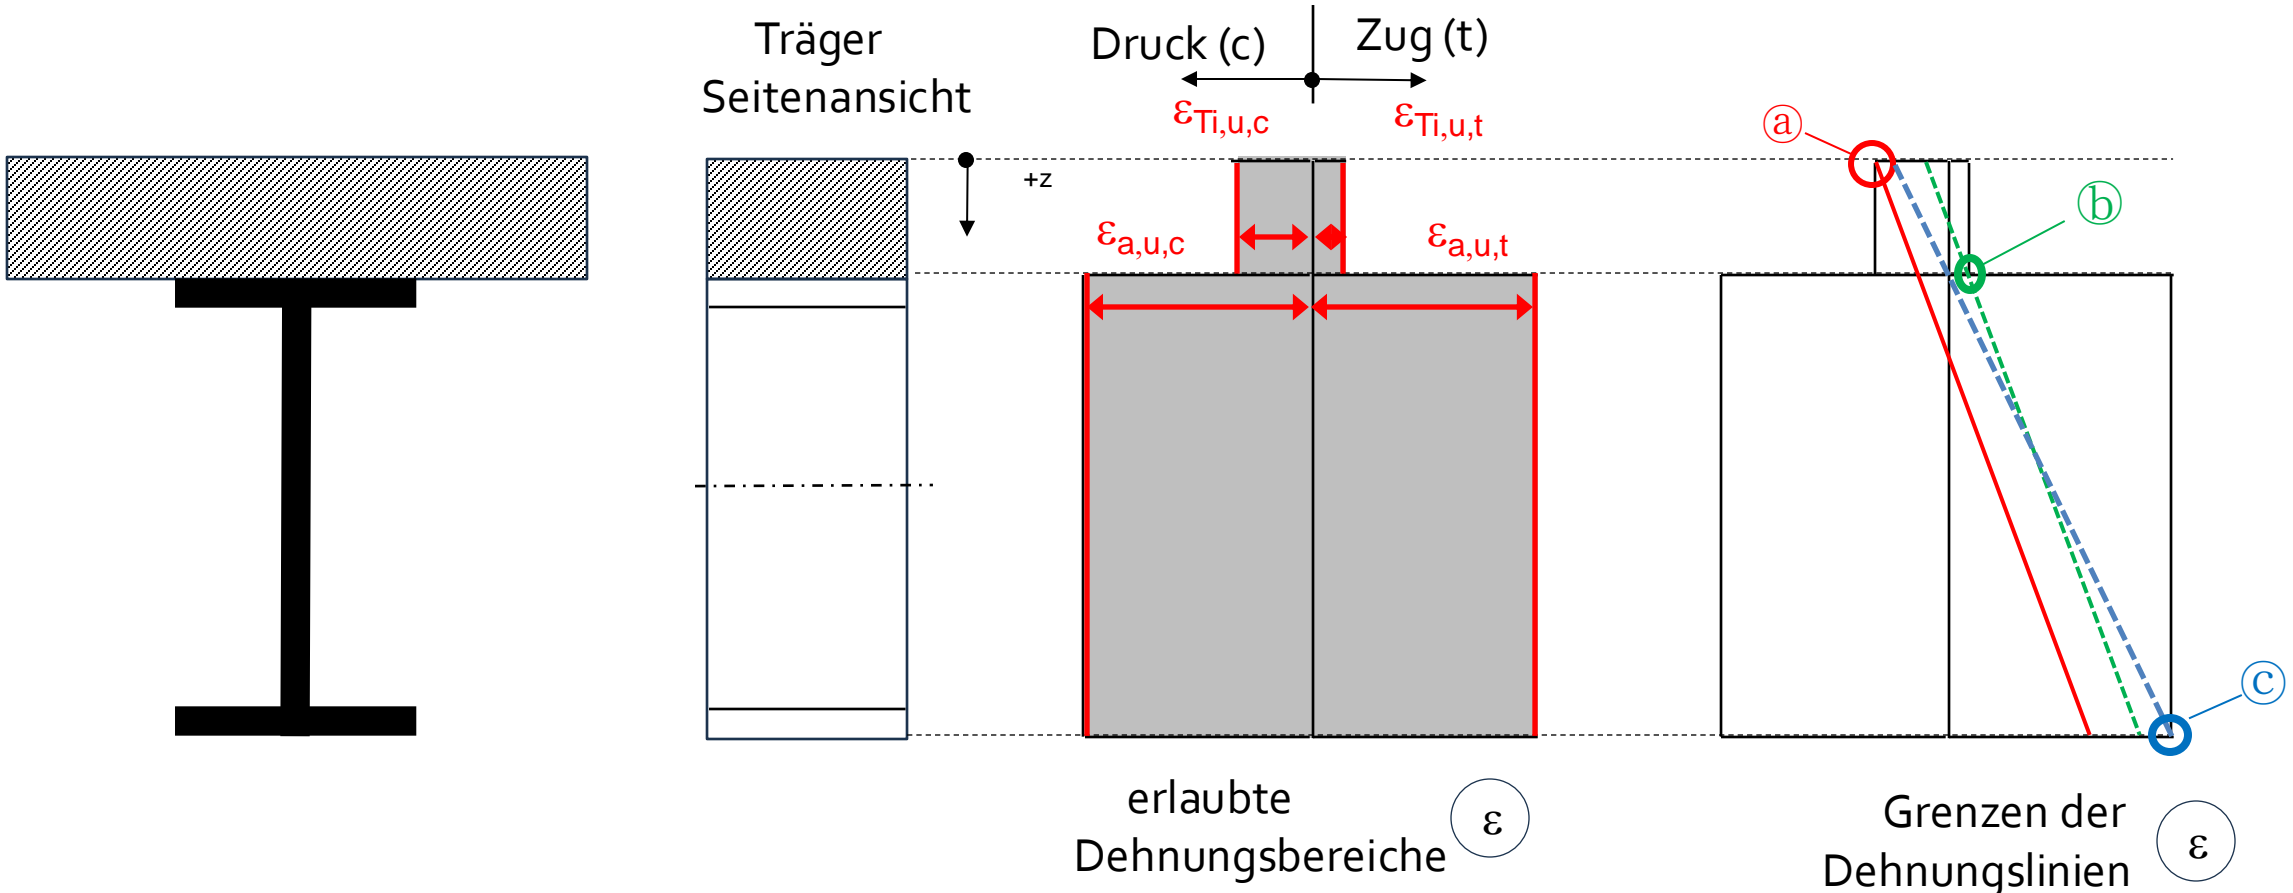 Träger
Seitenansicht
Druck (c)
Zug (t)
εTi,u,c
εTi,u,t
+z
εa,u,c
εa,u,t
ⓐ
ⓑ
ⓒ
erlaubte
Dehnungsbereiche
ε
Grenzen der
Dehnungslinien
ε